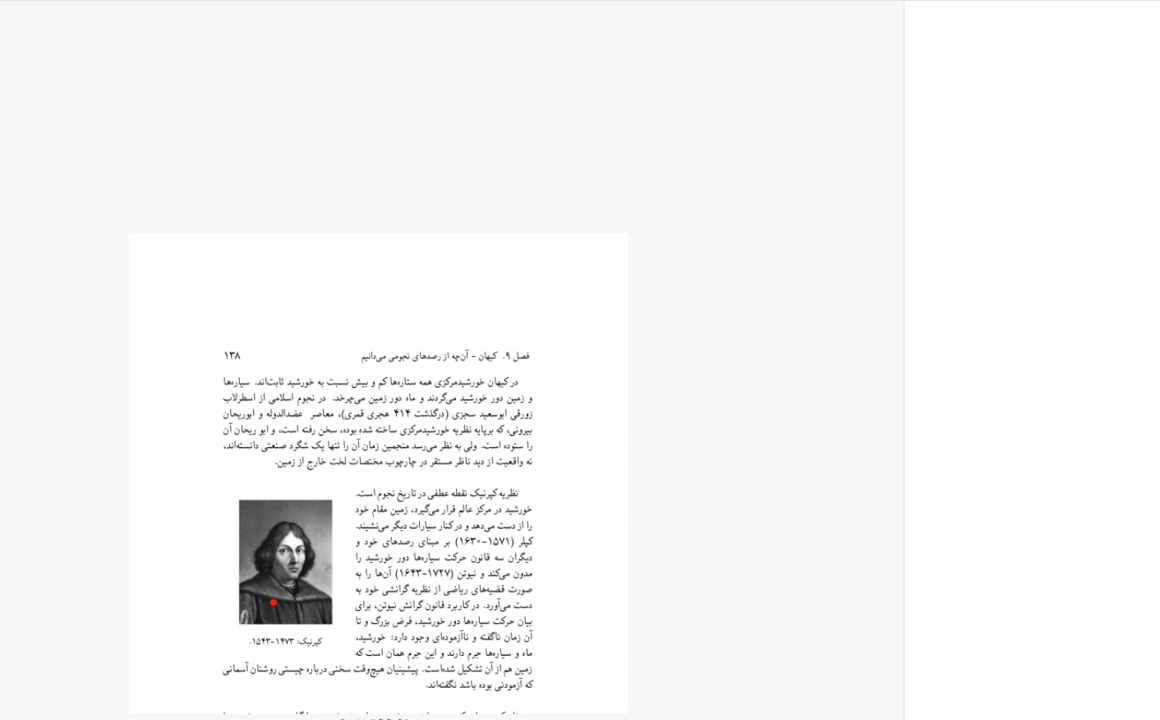 فصل ۹. کیهان – آن‌چه از رصدهای نجومی می‌دانیم
۱۳۸
در کیهان خورشیدمرکزی همه ستاره‌ها کم و بیش نسبت به خورشید ثابت‌اند. سیاره‌ها
و زمین دور خورشید می‌گردند و ماه دور زمین می‌چرخد. در نجوم اسلامی از اسطرلاب
زورقی ابوسعید سجزی (درگذشت ۴۱۴ هجری قمری)، معاصر عضدالدوله و ابوریحان
بیرونی، که برپایه نظریه خورشیدمرکزی ساخته شده بوده، سخن رفته است، و ابو ریحان آن
را ستوده است. ولی به نظر می‌رسد منجمین زمان آن را تنها یک شگرد صنعتی دانسته‌اند،
نه واقعیت از دید ناظر مستقر در چارچوب مختصات لخت خارج از زمین.
نظریه کپرنیک نقطه عطفی در تاریخ نجوم است.
خورشید در مرکز عالم قرار می‌گیرد، زمین مقام خود
را از دست می‌دهد و در کنار سیارات دیگر می‌نشیند.
کپلر (۱۵۷۱-۱۶۳۰) بر مبنای رصدهای خود و
دیگران سه قانون حرکت سیاره‌ها دور خورشید را
مدون می‌کند و نیوتن (۱۷۲۷-۱۶۴۳) آن‌ها را به
صورت قضیه‌های ریاضی از نظریه گرانشی خود به
دست می‌آورد. در کاربرد قانون گرانش نیوتن، برای
بیان حرکت سیاره‌ها دور خورشید، فرض بزرگ و تا
آن زمان ناگفته و ناآزموده‌ای وجود دارد: خورشید،
ماه و سیاره‌ها جرم دارند و این جرم همان است که
زمین هم از آن تشکیل شده‌است. پیشینیان هیچ‌وقت سخنی درباره چیستی روشنان آسمانی
که آزمودنی بوده باشد نگفته‌اند.
کپرنیک: ۱۴۷۳-۱۵۴۳.